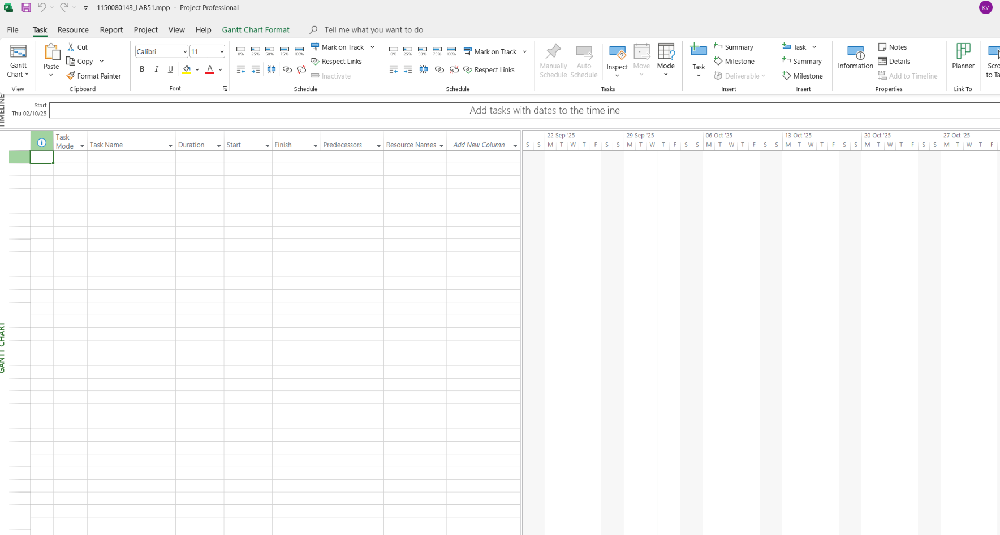 1150080143_LAB51.mpp - Project Professional
KV
File Task Resource Report Project View Help Gantt Chart Format Tell me what you want to do
Gantt Chart
View
Paste
Cut
Copy
Format Painter
Clipboard
Calibri 11
B I U A
Font
0% 25% 50% 75% 100%
Mark on Track
Respect Links
Inactivate
Schedule
0% 25% 50% 75% 100%
Mark on Track
Respect Links
Schedule
Manually Schedule
Auto Schedule
Inspect
Move
Mode
Tasks
Task
Summary
Milestone
Deliverable
Insert
Task
Summary
Milestone
Insert
Information
Notes
Details
Add to Timeline
Properties
Planner
Link To
Scro
to Ta
TIMELINE
Start
Thu 02/10/25
Add tasks with dates to the timeline
Task Mode Task Name Duration Start Finish Predecessors Resource Names Add New Column
22 Sep '25 29 Sep '25 06 Oct '25 13 Oct '25 20 Oct '25 27 Oct '25
S S M T W T F S S M T W T F S S M T W T F S S M T W T F S S M T W T F S S M T W T F
GANTT CHART